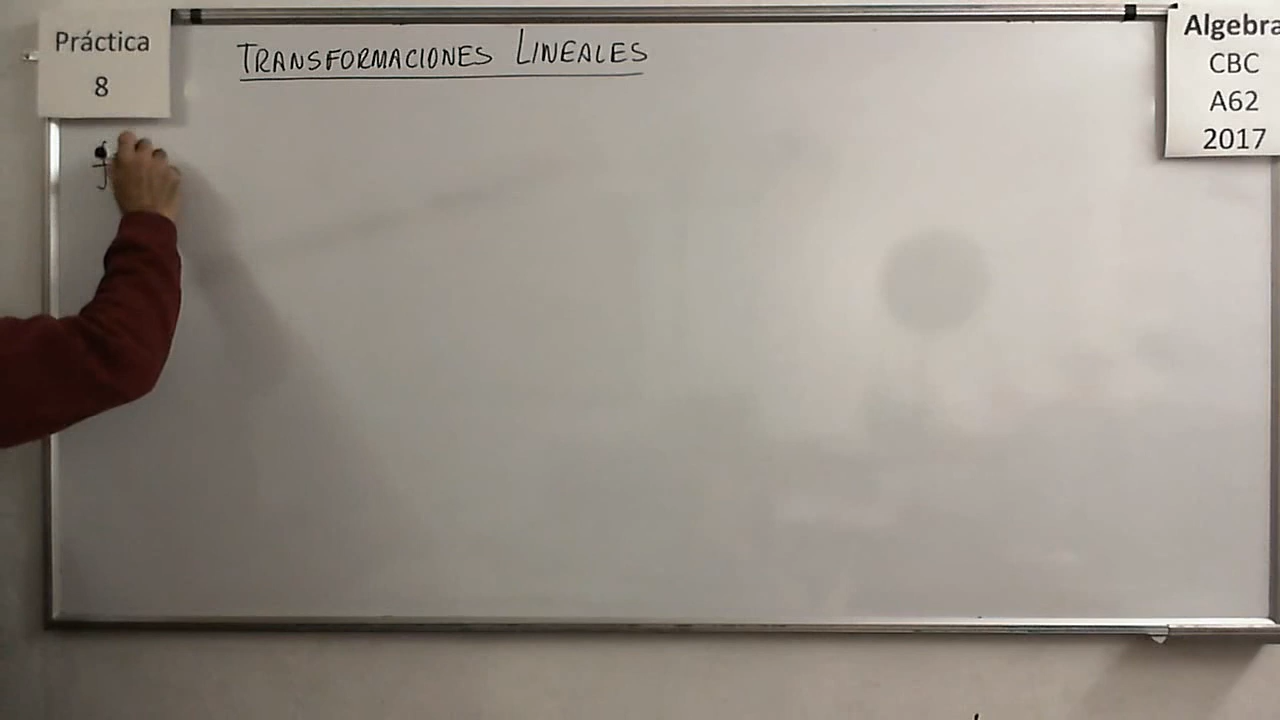 Práctica
8
TRANSFORMACIONES LINEALES
Algebra
CBC
A62
2017
f